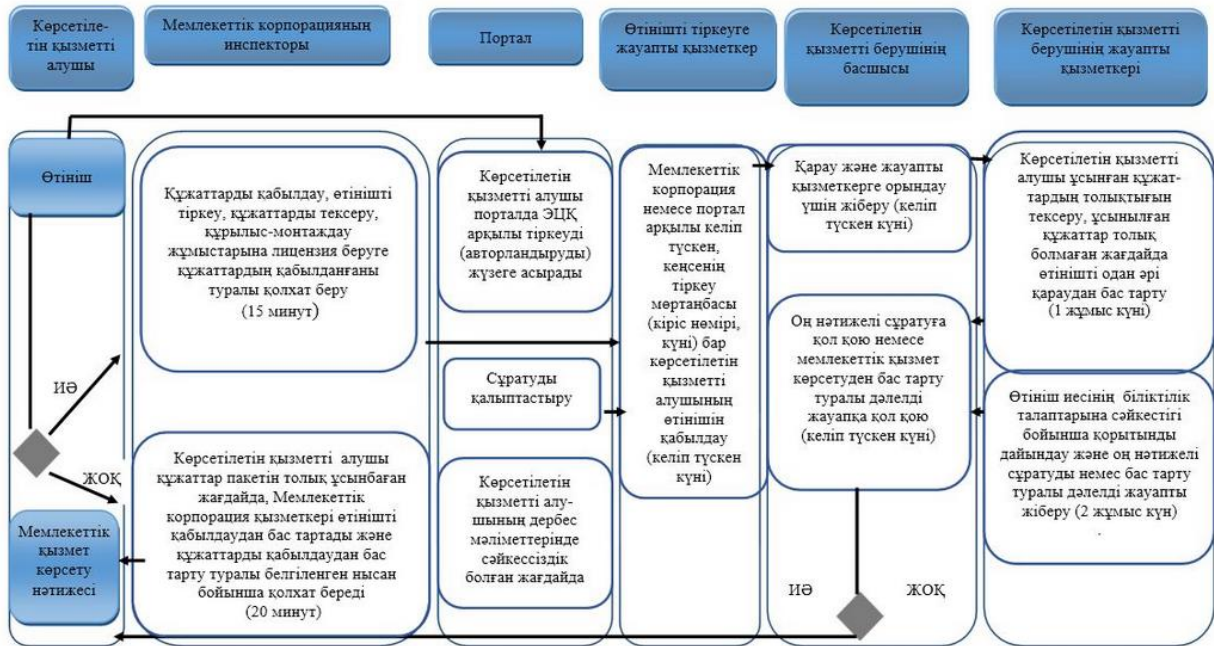 Көрсетіле-
тін қызметті
алушы
Мемлекеттік корпорацияның
инспекторы
Портал
Өтінішті тіркеуге
жауапты қызметкер
Көрсетілетін
қызметті берушінің
басшысы
Көрсетілетін қызметті
берушінің жауапты
қызметкері
Өтініш
ИӘ
ЖОҚ
Мемлекеттік
қызмет
көрсету
нәтижесі
Құжаттарды қабылдау, өтінішті
тіркеу, құжаттарды тексеру,
құрылыс-монтаждау
жұмыстарына лицензия беруге
құжаттардың қабылданғаны
туралы қолхат беру
(15 минут)
Көрсетілетін қызметті алушы
құжаттар пакетін толық ұсынбаған
жағдайда, Мемлекеттік
корпорация қызметкері өтінішті
қабылдаудан бас тартады және
құжаттарды қабылдаудан бас
тарту туралы белгіленген нысан
бойынша қолхат береді
(20 минут)
Көрсетілетін
қызметті алушы
порталда ЭЦҚ
арқылы тіркеуді
(авторландыруды)
жүзеге асырады
Сұратуды
қалыптастыру
Көрсетілетін
қызметті алу-
шының дербес
мәліметтерінде
сәйкессіздік
болған жағдайда
Мемлекеттік
корпорация
немесе портал
арқылы келіп
түскен,
кеңсенің
тіркеу
мөртаңбасы
(кіріс нөмірі,
күні) бар
көрсетілетін
қызметті
алушының
өтінішін
қабылдау
(келіп түскен
күні)
Қарау және жауапты
қызметкерге орындау
үшін жіберу (келіп
түскен күні)
Оң нәтижелі сұратуға
қол қою немесе
мемлекеттік қызмет
көрсетуден бас тарту
туралы дәлелді
жауапқа қол қою
(келіп түскен күні)
ИӘ
ЖОҚ
Көрсетілетін қызметті
алушы ұсынған құжат-
тардың толықтығын
тексеру, ұсынылған
құжаттар толық
болмаған жағдайда
өтінішті одан әрі
қараудан бас тарту
(1 жұмыс күні)
Өтініш иесінің біліктілік
талаптарына сәйкестігі
бойынша қорытынды
дайындау және оң нәтижелі
сұратуды немес бас тарту
туралы дәлелді жауапты
жіберу (2 жұмыс күн)
.